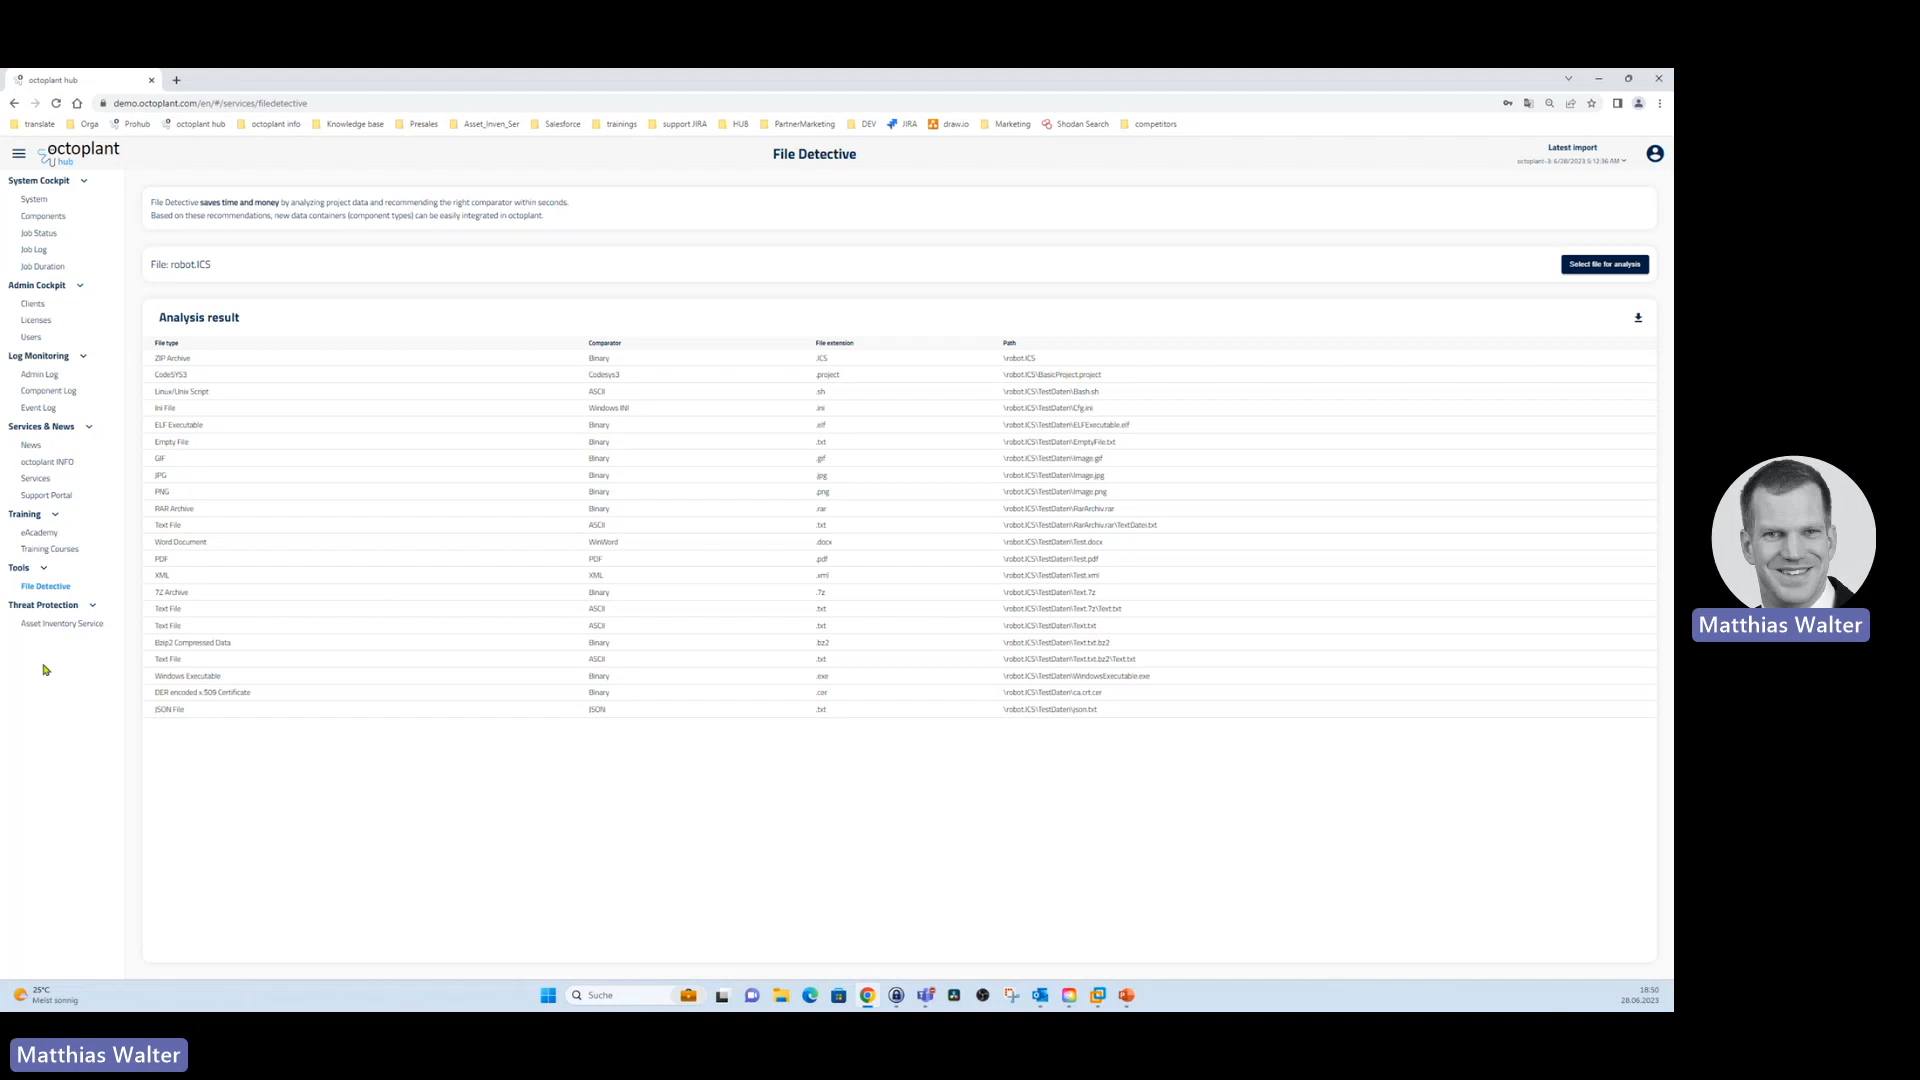 octoplant hub
demo.octoplant.com/en/#/services/filedetective
translate Orga Prohub octoplant hub octoplant info Knowledge base Presales Asset_Inven_Ser Salesforce trainings support JIRA HUB PartnerMarketing DEV JIRA draw.io Marketing Shodan Search competitors
octoplant
hub
File Detective
Latest import
octoplant-3: 6/28/2023 5:12:36 AM
System Cockpit
System
Components
Job Status
Job Log
Job Duration
Admin Cockpit
Clients
Licenses
Users
Log Monitoring
Admin Log
Component Log
Event Log
Services & News
News
octoplant INFO
Services
Support Portal
Training
eAcademy
Training Courses
Tools
File Detective
Threat Protection
Asset Inventory Service
File Detective saves time and money by analyzing project data and recommending the right comparator within seconds.
Based on these recommendations, new data containers (component types) can be easily integrated in octoplant.
File: robot.ICS
Select file for analysis
Analysis result
File type Comparator File extension Path
ZIP Archive Binary .ICS \robot.ICS
CodeSYS3 Codesys3 .project \robot.ICS\BasicProject.project
Linux/Unix Script ASCII .sh \robot.ICS\TestDaten\Bash.sh
Ini File Windows INI .ini \robot.ICS\TestDaten\Cfg.ini
ELF Executable Binary .elf \robot.ICS\TestDaten\ELFExecutable.elf
Empty File Binary .txt \robot.ICS\TestDaten\EmptyFile.txt
GIF Binary .gif \robot.ICS\TestDaten\Image.gif
JPG Binary .jpg \robot.ICS\TestDaten\Image.jpg
PNG Binary .png \robot.ICS\TestDaten\Image.png
RAR Archive Binary .rar \robot.ICS\TestDaten\RarArchiv.rar
Text File ASCII .txt \robot.ICS\TestDaten\RarArchiv.rar\TextDatei.txt
Word Document WinWord .docx \robot.ICS\TestDaten\Test.docx
PDF PDF .pdf \robot.ICS\TestDaten\Test.pdf
XML XML .xml \robot.ICS\TestDaten\Test.xml
7Z Archive Binary .7z \robot.ICS\TestDaten\Text.7z
Text File ASCII .txt \robot.ICS\TestDaten\Text.7z\Text.txt
Text File ASCII .txt \robot.ICS\TestDaten\Text.txt
Bzip2 Compressed Data Binary .bz2 \robot.ICS\TestDaten\Text.txt.bz2
Text File ASCII .txt \robot.ICS\TestDaten\Text.txt.bz2\Text.txt
Windows Executable Binary .exe \robot.ICS\TestDaten\WindowsExecutable.exe
DER encoded x.509 Certificate Binary .cer \robot.ICS\TestDaten\ca.crt.cer
JSON File JSON .txt \robot.ICS\TestDaten\json.txt
Matthias Walter
25°C
Meist sonnig
Suche
18:50
28.06.2023
Matthias Walter